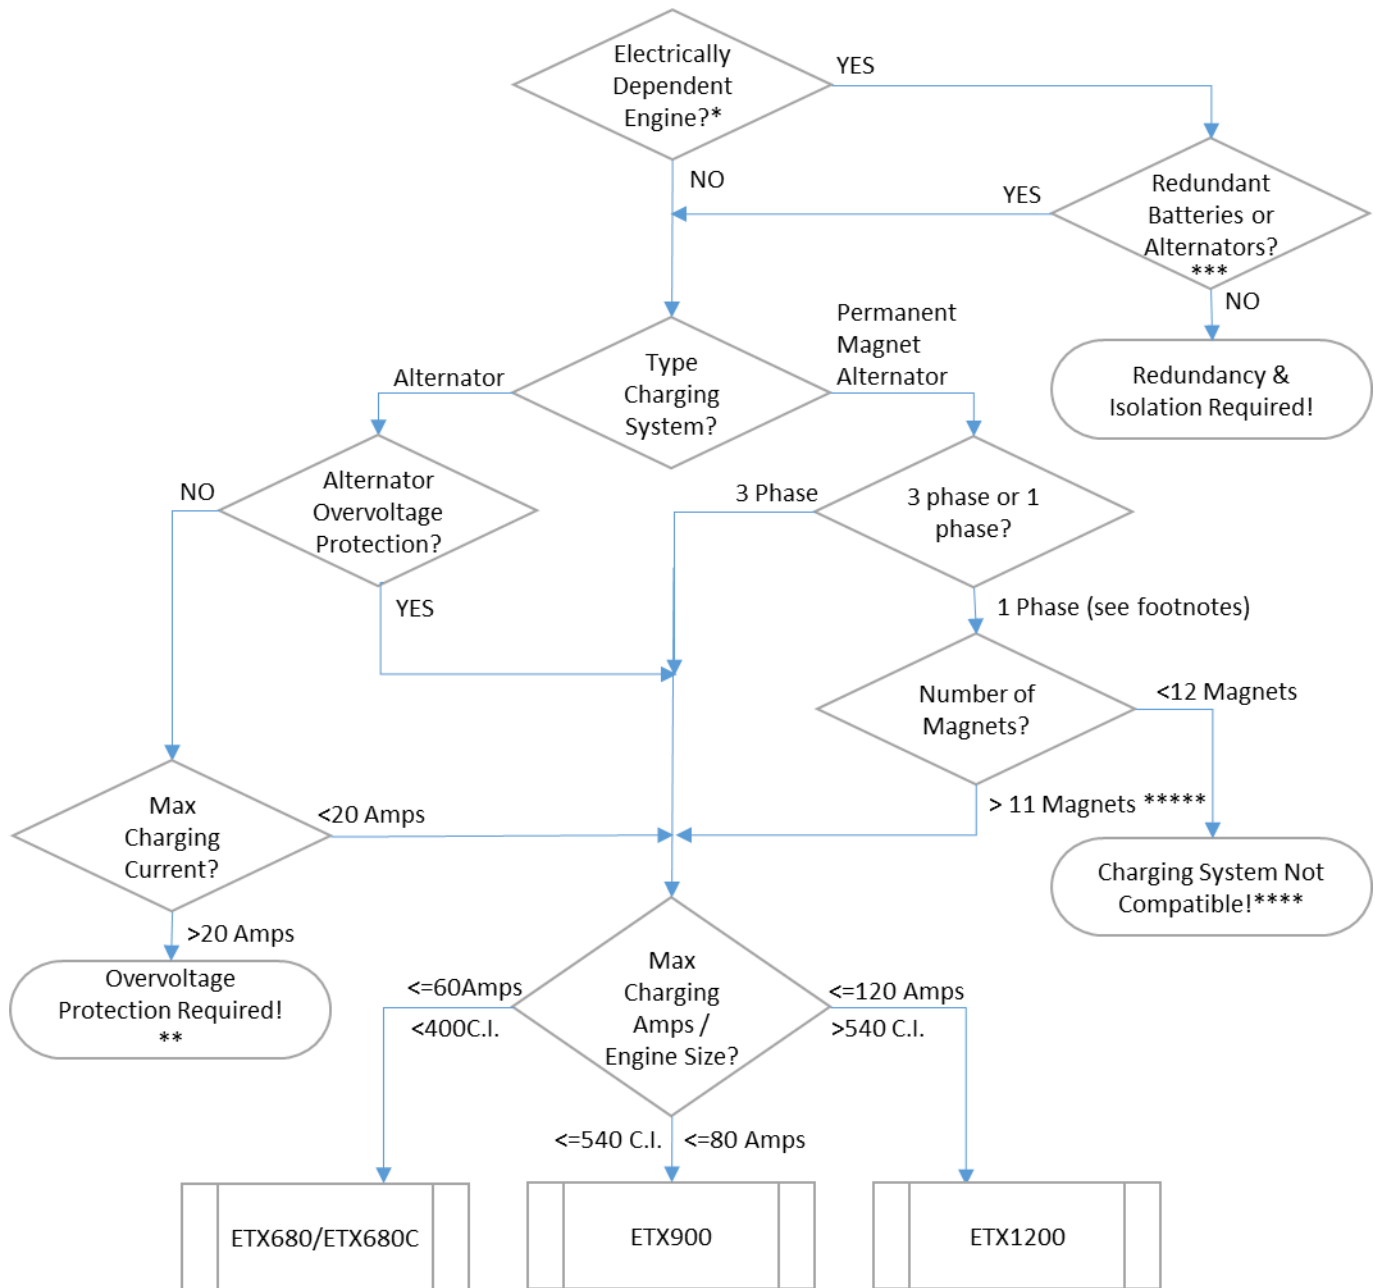 Electrically
Dependent
Engine?*
YES
NO
YES
Redundant
Batteries or
Alternators?
***
NO
Redundancy &
Isolation Required!
Type
Charging
System?
Alternator
Permanent
Magnet
Alternator
Alternator
Overvoltage
Protection?
NO
YES
3 Phase
3 phase or 1
phase?
1 Phase (see footnotes)
Number of
Magnets?
<12 Magnets
> 11 Magnets *****
Charging System Not
Compatible!****
Max
Charging
Current?
<20 Amps
>20 Amps
Overvoltage
Protection Required!
**
Max
Charging
Amps /
Engine Size?
<=60Amps
<400C.I.
<=120 Amps
>540 C.I.
<=540 C.I.
<=80 Amps
ETX680/ETX680C
ETX900
ETX1200